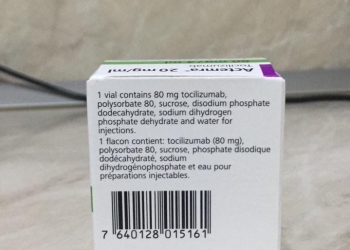 Actemra® 20 mg/ml
Tocilizumab
1 vial contains 80 mg tocilizumab,
polysorbate 80, sucrose, disodium phosphate
dodecahydrate, sodium dihydrogen
phosphate dehydrate and water for
injections.
1 flacon contient: tocilizumab (80 mg),
polysorbate 80, sucrose, phosphate disodique
dodécahydraté, sodium
dihydrogénophosphate et eau pour
préparations injectables.
7 640128 015161